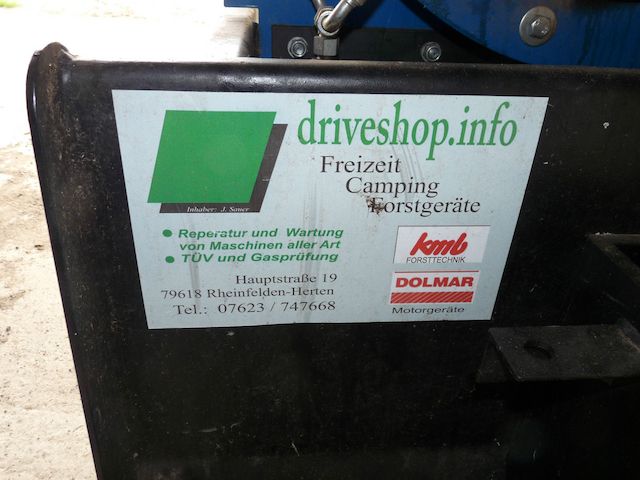 driveshop.info
Freizeit
Camping
Forstgeräte
Inhaber: J. Sauer
Reperatur und Wartung
von Maschinen aller Art
TÜV und Gasprüfung
Hauptstraße 19
79618 Rheinfelden-Herten
Tel.: 07623 / 747668
kmb
FORSTTECHNIK
DOLMAR
Motorgeräte